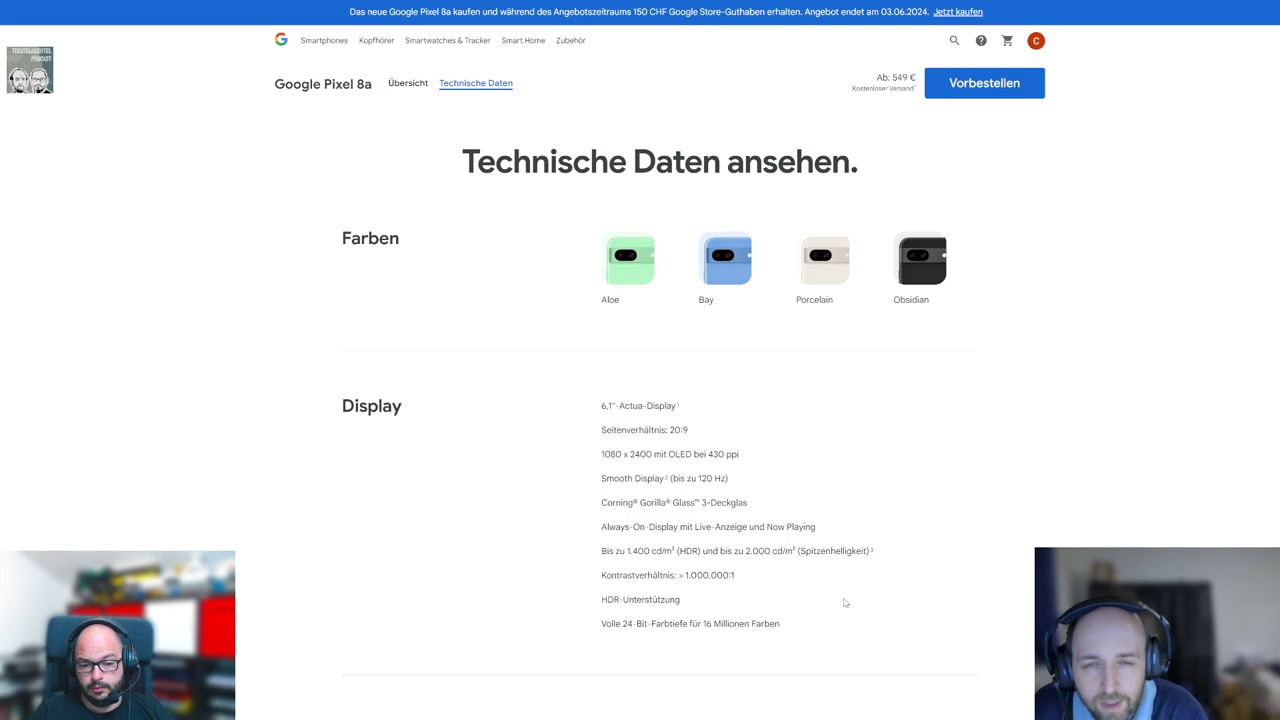 Das neue Google Pixel 8a kaufen und während des Angebotszeitraums 150 CHF Google Store-Guthaben erhalten. Angebot endet am 03.06.2024. Jetzt kaufen
Smartphones Kopfhörer Smartwatches & Tracker Smart Home Zubehör
C
TECHTELMECHTEL
PODCAST
Google Pixel 8a Übersicht Technische Daten
Ab: 549 €
Kostenloser Versand*
Vorbestellen
Technische Daten ansehen.
Farben
Aloe Bay Porcelain Obsidian
Display
6,1"-Actua-Display¹
Seitenverhältnis: 20:9
1080 x 2400 mit OLED bei 430 ppi
Smooth Display² (bis zu 120 Hz)
Corning® Gorilla® Glass™ 3-Deckglas
Always-On-Display mit Live-Anzeige und Now Playing
Bis zu 1.400 cd/m² (HDR) und bis zu 2.000 cd/m² (Spitzenhelligkeit)³
Kontrastverhältnis: > 1.000.000:1
HDR-Unterstützung
Volle 24-Bit-Farbtiefe für 16 Millionen Farben